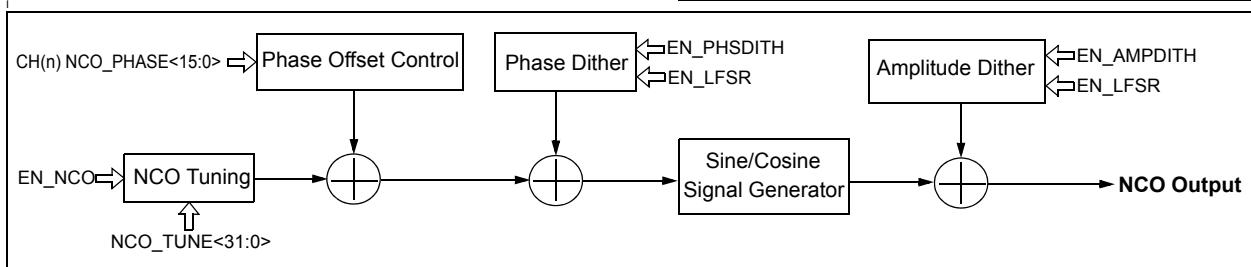 CH(n) NCO_PHASE<15:0>
Phase Offset Control
Phase Dither
EN_PHSDITH
EN_LFSR
Amplitude Dither
EN_AMPDITH
EN_LFSR
EN_NCO
NCO Tuning
NCO_TUNE<31:0>
Sine/Cosine
Signal Generator
NCO Output